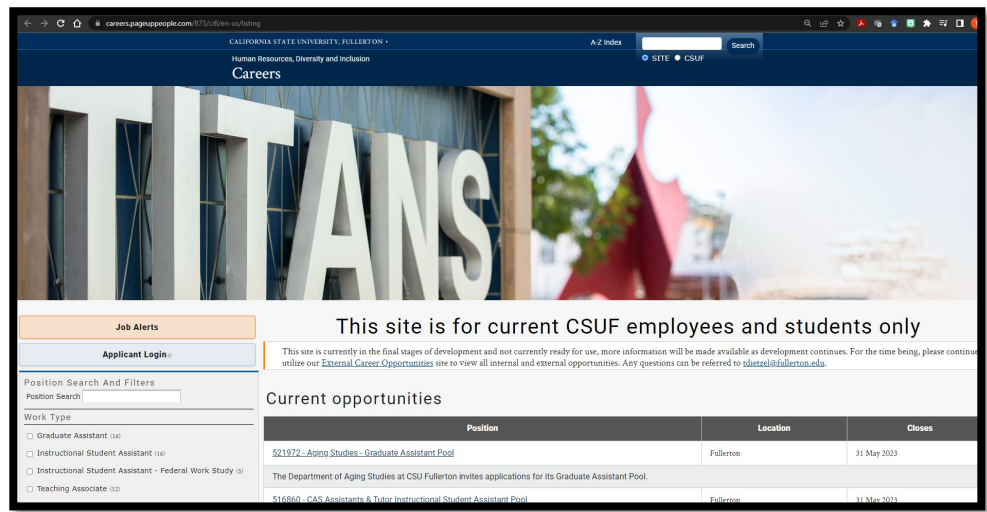 careers.pageuppeople.com/873/cifl/en-us/listing
CALIFORNIA STATE UNIVERSITY, FULLERTON
A-Z Index
Search
Human Resources, Diversity and Inclusion
SITE CSUF
Careers
TITANS
Job Alerts
Applicant Login
Position Search And Filters
Position Search
Work Type
Graduate Assistant (16)
Instructional Student Assistant (16)
Instructional Student Assistant - Federal Work Study (5)
Teaching Associate (12)
This site is for current CSUF employees and students only
This site is currently in the final stages of development and not currently ready for use, more information will be made available as development continues. For the time being, please continue
utilize our External Career Opportunities site to view all internal and external opportunities. Any questions can be referred to tdietzel@fullerton.edu.
Current opportunities
Position Location Closes
521972 - Aging Studies - Graduate Assistant Pool Fullerton 31 May 2023
The Department of Aging Studies at CSU Fullerton invites applications for its Graduate Assistant Pool.
516860 - CAS Assistants & Tutor Instructional Student Assistant Pool Fullerton 31 May 2023